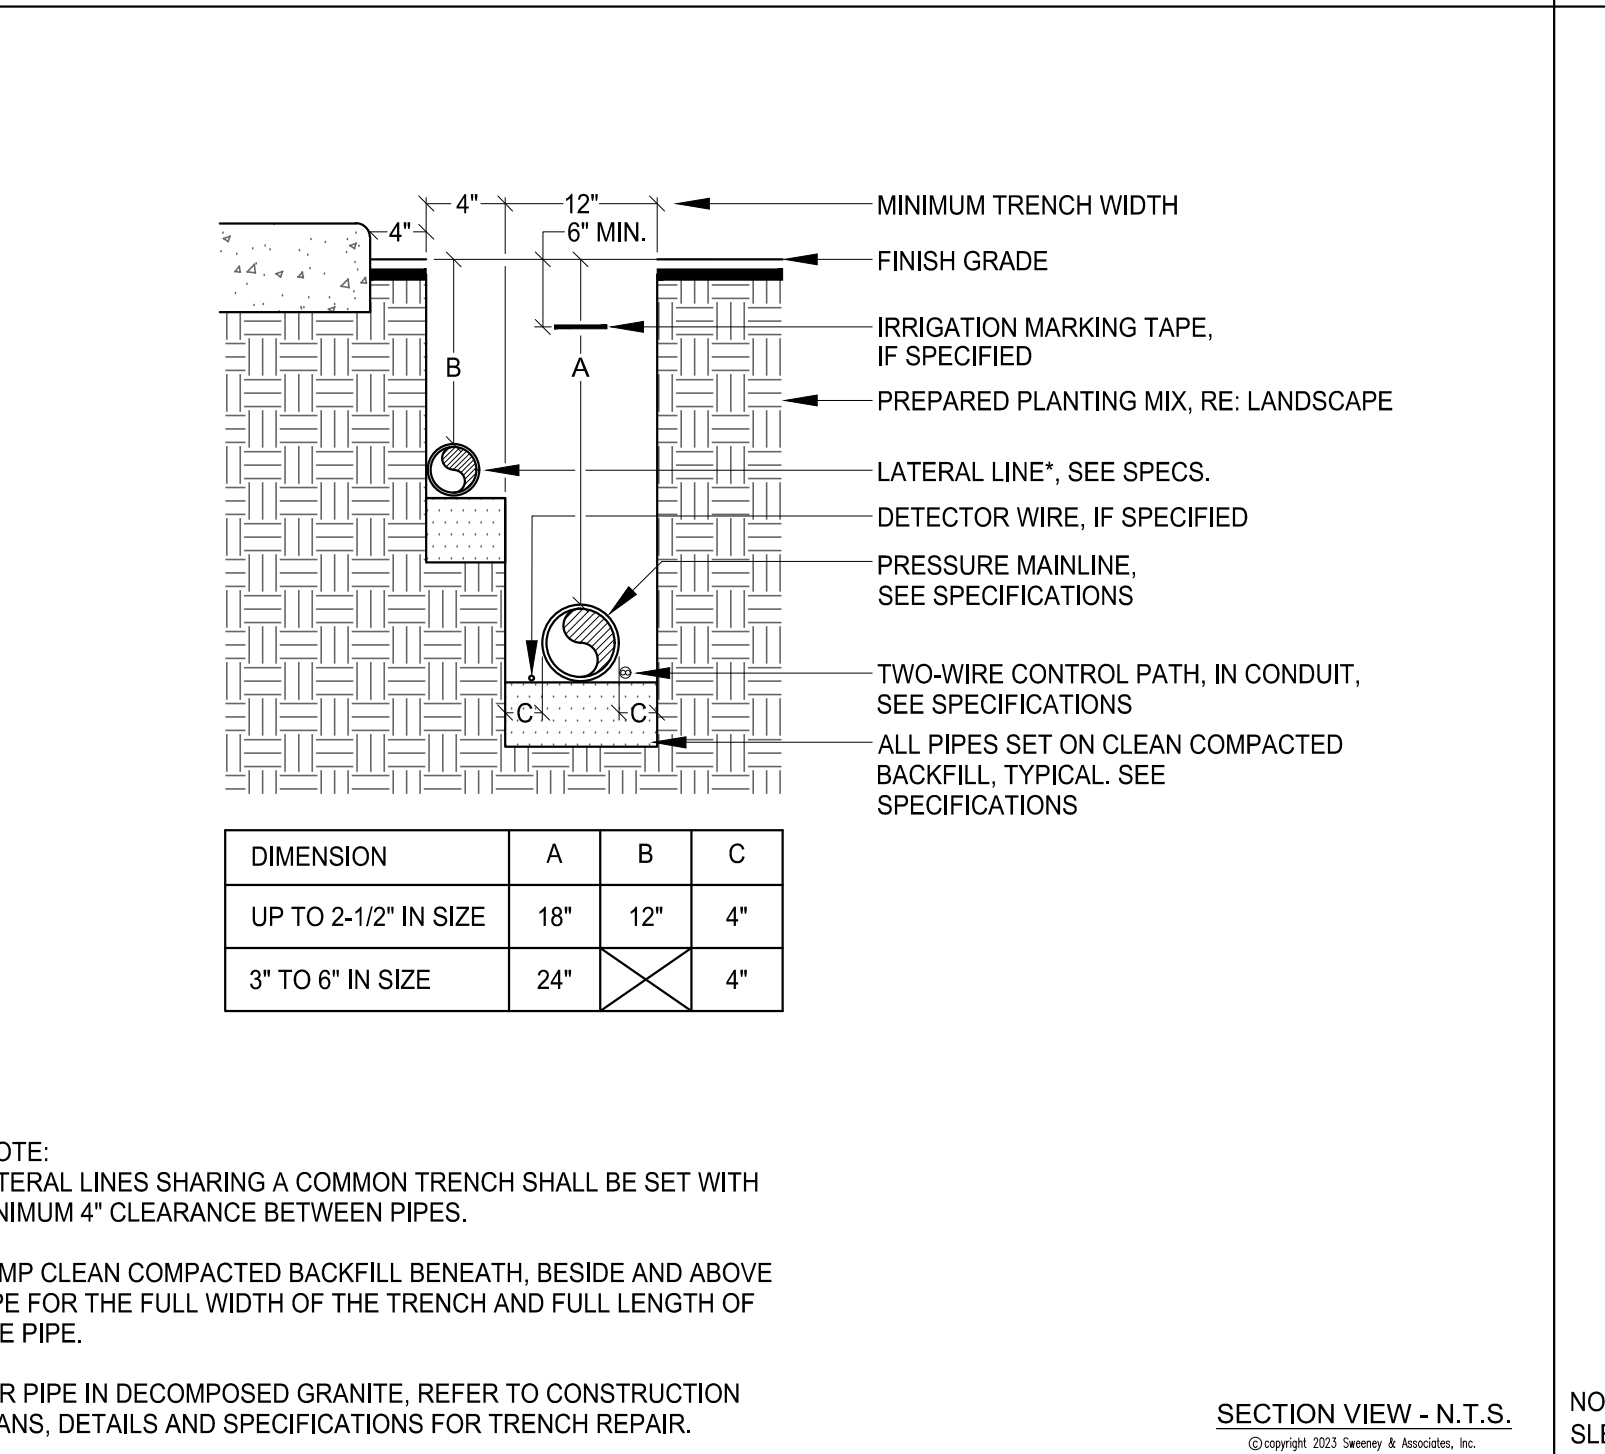 4"
12"
MINIMUM TRENCH WIDTH
4"
6" MIN.
FINISH GRADE
IRRIGATION MARKING TAPE,
IF SPECIFIED
B
A
PREPARED PLANTING MIX, RE: LANDSCAPE
LATERAL LINE*, SEE SPECS.
DETECTOR WIRE, IF SPECIFIED
PRESSURE MAINLINE,
SEE SPECIFICATIONS
TWO-WIRE CONTROL PATH, IN CONDUIT,
SEE SPECIFICATIONS
C
C
ALL PIPES SET ON CLEAN COMPACTED
BACKFILL, TYPICAL. SEE
SPECIFICATIONS
DIMENSION A B C
UP TO 2-1/2" IN SIZE 18" 12" 4"
3" TO 6" IN SIZE 24" 4"
OTE:
TERAL LINES SHARING A COMMON TRENCH SHALL BE SET WITH
NIMUM 4" CLEARANCE BETWEEN PIPES.
MP CLEAN COMPACTED BACKFILL BENEATH, BESIDE AND ABOVE
PE FOR THE FULL WIDTH OF THE TRENCH AND FULL LENGTH OF
E PIPE.
R PIPE IN DECOMPOSED GRANITE, REFER TO CONSTRUCTION
ANS, DETAILS AND SPECIFICATIONS FOR TRENCH REPAIR.
SECTION VIEW - N.T.S.
©copyright 2023 Sweeney & Associates, Inc.
NO
SLE